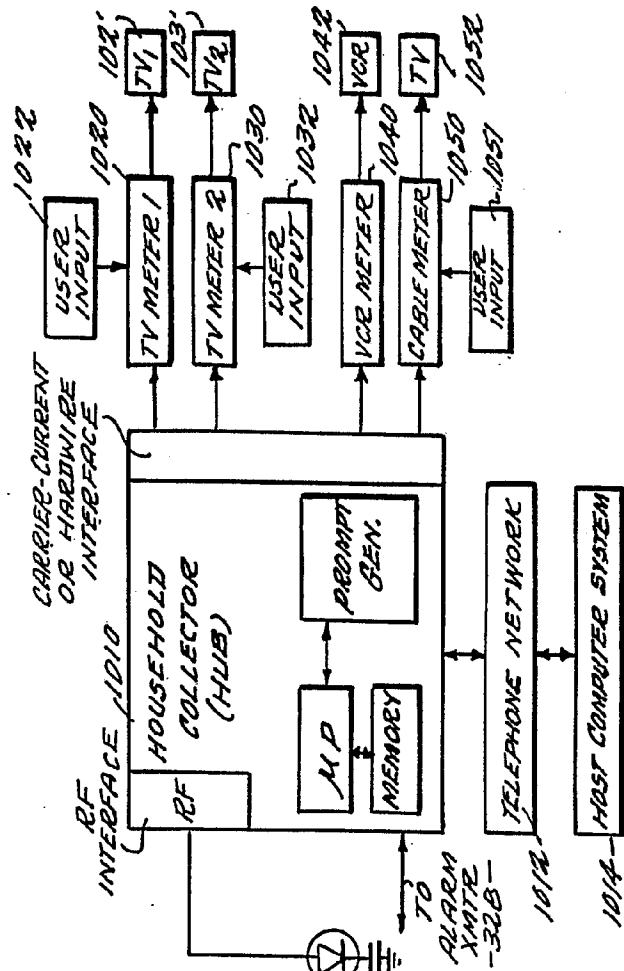 RF
INTERFACE
1010
CARRIER-CURRENT
OR HARDWIRE
INTERFACE
1022
USER
INPUT
1020
102'
RF
HOUSEHOLD
COLLECTOR
(HUB)
TV METER 1
TV1
103'
TV METER 2
TV2
1030
USER
INPUT
1032
1042
μP
PROMPT
GEN.
MEMORY
VCR METER
VCR
1040
CABLE METER
TV
1050
1052
USER
INPUT
1051
TO
ALARM
XMTR
-328-
TELEPHONE NETWORK
1012
HOST COMPUTER SYSTEM
1014